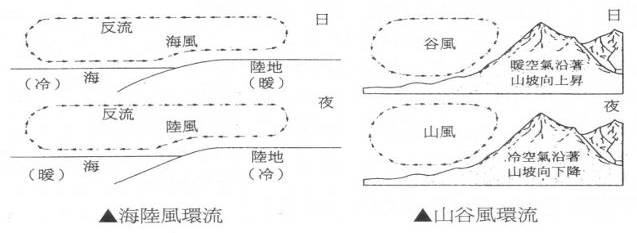 反流
海風
日
海
(冷)
陸地
(暖)
反流
陸風
夜
海
(暖)
陸地
(冷)
▲海陸風環流
日
谷風
暖空氣沿著
山坡向上昇
夜
山風
冷空氣沿著
山坡向下降
▲山谷風環流